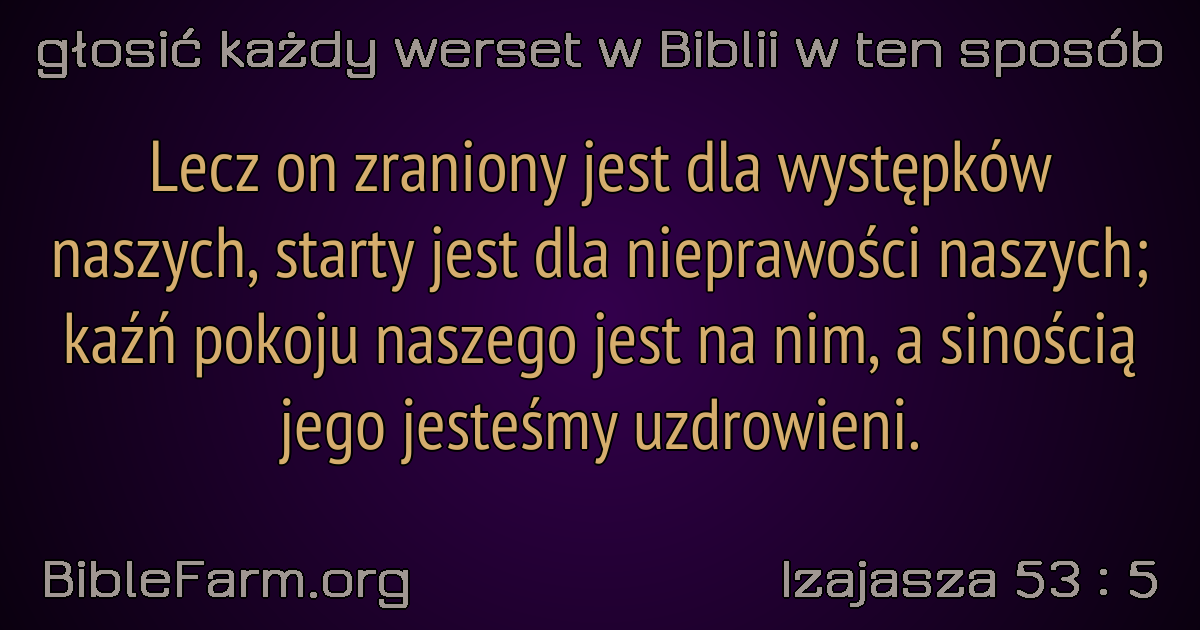 głosić każdy werset w Biblii w ten sposób
Lecz on zraniony jest dla występków
naszych, starty jest dla nieprawości naszych;
kaźń pokoju naszego jest na nim, a sinością
jego jesteśmy uzdrowieni.
BibleFarm.org
Izajasza 53 : 5